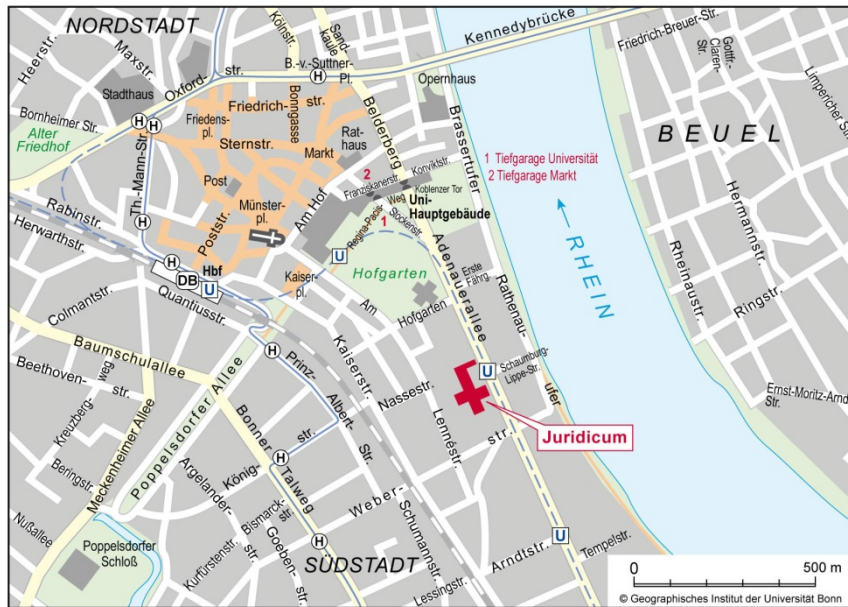 NORDSTADT
Heerstr.
Maxstr.
Kölnstr.
Sand-
kaule
Kennedybrücke
Friedrich-Breuer-Str.
Gottfr.-
Claren-
Str.
Limpericher Str.
B.-v.-Suttner-
Pl.
Oxford-
str.
Stadthaus
Opernhaus
Bornheimer Str.
Friedrich-
str.
Bonngasse
Friedens-
pl.
Belderberg
Brassertufer
BEUEL
Alter
Friedhof
Sternstr.
Markt
Rat-
haus
1 Tiefgarage Universität
2 Tiefgarage Markt
Th.-Mann-Str.
Post
2
Konviktstr.
Franziskanerstr.
Koblenzer Tor
Hermannstr.
Rabinstr.
Münster-
pl.
Am Hof
Regina-Pacis-
Weg
Uni-
Hauptgebäude
Stockenstr.
1
Herwarthstr.
Poststr.
RHEIN
Rheinaustr.
Ringstr.
Hbf
DB
U
U
Hofgarten
Adenauerallee
Erste
Fährg.
Kaiser-
pl.
Quantiusstr.
Colmantstr.
Am
Hofgarten
Rathenau-
ufer
Baumschulallee
Beethoven-
str.
Kreuzberg-
weg
Poppelsdorfer Allee
Prinz-
Albert-
Str.
Kaiserstr.
Nassestr.
U
Schaumburg-
Lippe-Str.
Ernst-Moritz-Arndt-
Str.
Meckenheimer Allee
Bonner
Talweg
Lennéstr.
Juridicum
Beringstr.
Argelander-
str.
König-
str.
Weber-
str.
Nußallee
Bismarck-
str.
Schumannstr.
Poppelsdorfer
Schloß
Kurfürstenstr.
Goeben-
str.
SÜDSTADT
Lessingstr.
Arndtstr.
U
Tempelstr.
H
H
H
H
H
H
H
H
0
500 m
© Geographisches Institut der Universität Bonn